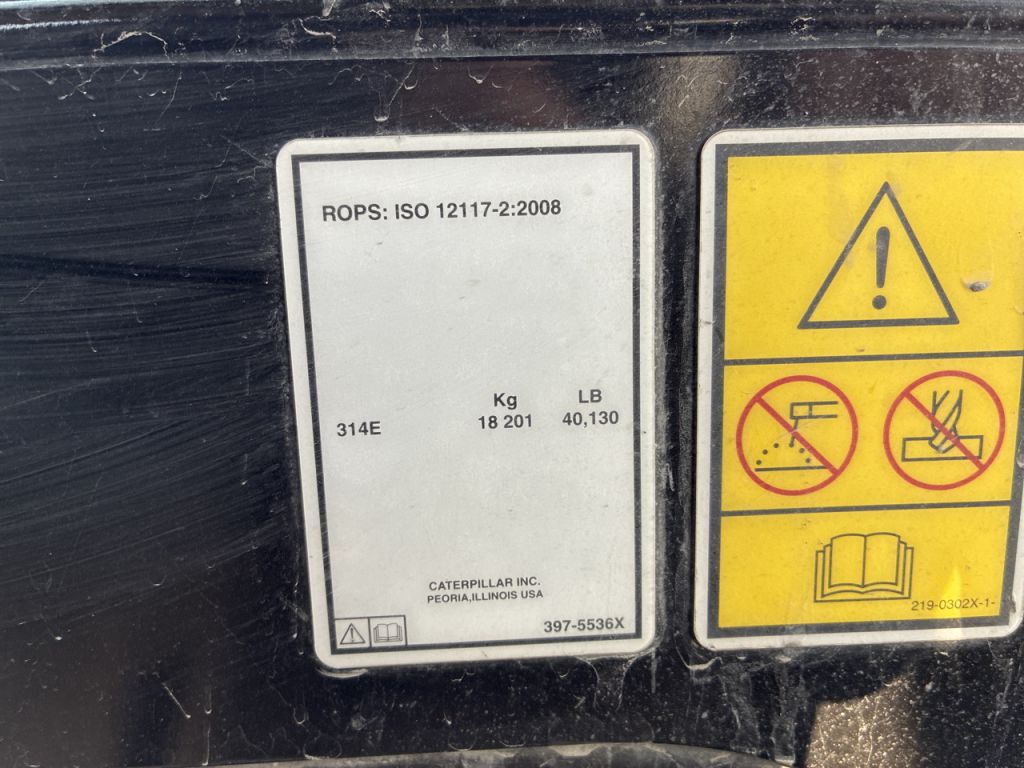 ROPS: ISO 12117-2:2008
Kg LB
314E 18 201 40,130
CATERPILLAR INC.
PEORIA,ILLINOIS USA
397-5536X
219-0302X-1-